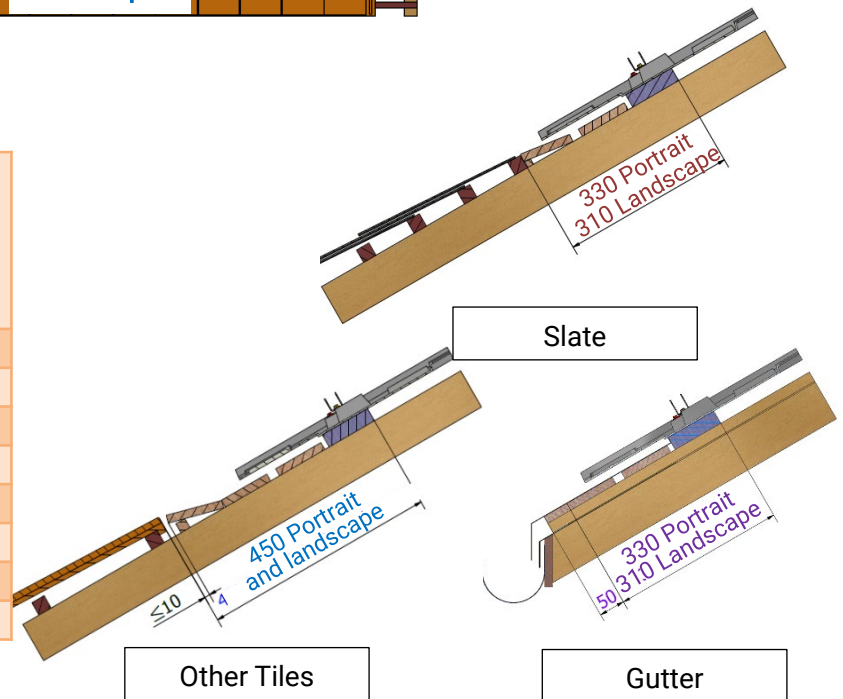 330 Portrait
310 Landscape
Slate
450 Portrait
and landscape
≤10
4
Other Tiles
330 Portrait
310 Landscape
50
Gutter